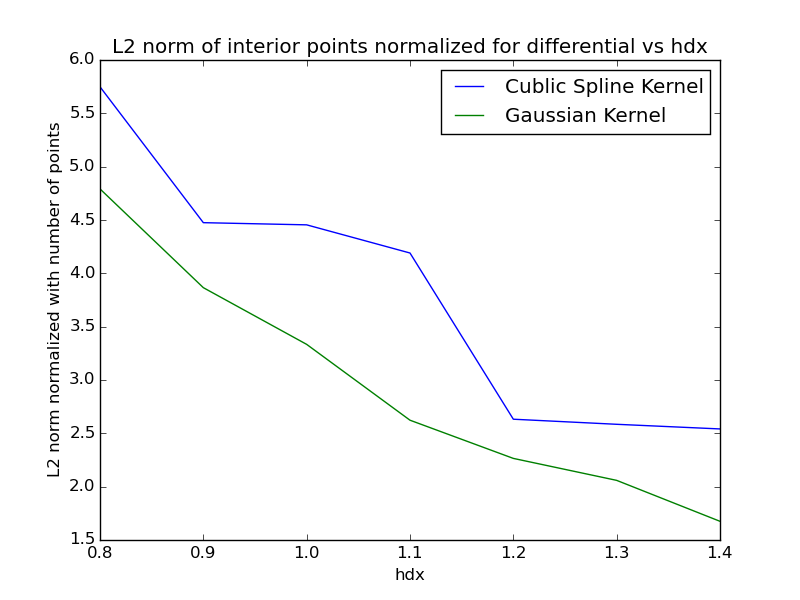 L2 norm of interior points normalized for differential vs hdx
6.0
5.5
5.0
4.5
4.0
3.5
3.0
2.5
2.0
1.5
L2 norm normalized with number of points
Cublic Spline Kernel
Gaussian Kernel
0.8 0.9 1.0 1.1 1.2 1.3 1.4
hdx